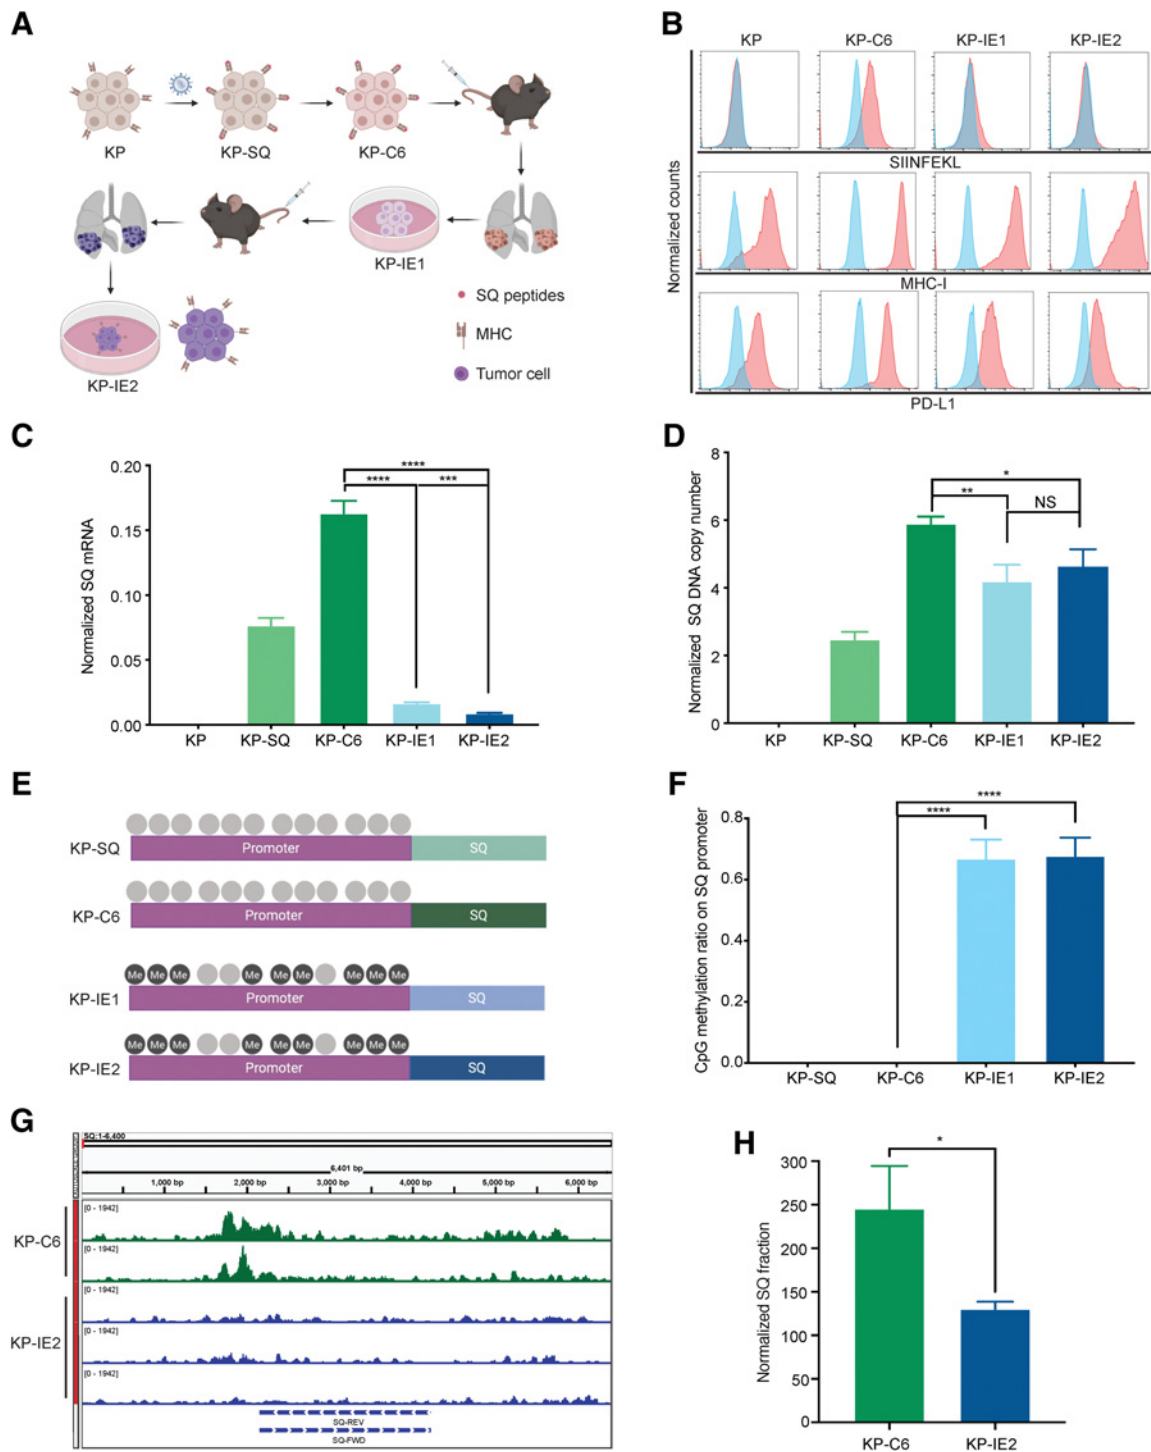 A
KP
KP-SQ
KP-C6
KP-IE1
KP-IE2
SQ peptides
MHC
Tumor cell
B
KP
KP-C6
KP-IE1
KP-IE2
Normalized counts
SIINFEKL
MHC-I
PD-L1
C
Normalized SQ mRNA
0.20
0.15
0.10
0.05
0.00
****
****
***
KP
KP-SQ
KP-C6
KP-IE1
KP-IE2
D
Normalized SQ DNA copy number
8
6
4
2
0
*
**
NS
KP
KP-SQ
KP-C6
KP-IE1
KP-IE2
E
KP-SQ
Promoter
SQ
KP-C6
Promoter
SQ
Me Me Me Me Me Me Me Me Me
KP-IE1
Promoter
SQ
Me Me Me Me Me Me Me Me Me
KP-IE2
Promoter
SQ
F
CpG methylation ratio on SQ promoter
0.8
0.6
0.4
0.2
0.0
****
****
KP-SQ
KP-C6
KP-IE1
KP-IE2
G
SQ:1-6,400
6,401 bp
1,000 bp 2,000 bp 3,000 bp 4,000 bp 5,000 bp 6,000 bp
KP-C6
[0 - 1942]
[0 - 1942]
KP-IE2
[0 - 1942]
[0 - 1942]
[0 - 1942]
SQ-REV
SQ-FWD
H
Normalized SQ fraction
300
250
200
150
100
50
0
*
KP-C6
KP-IE2